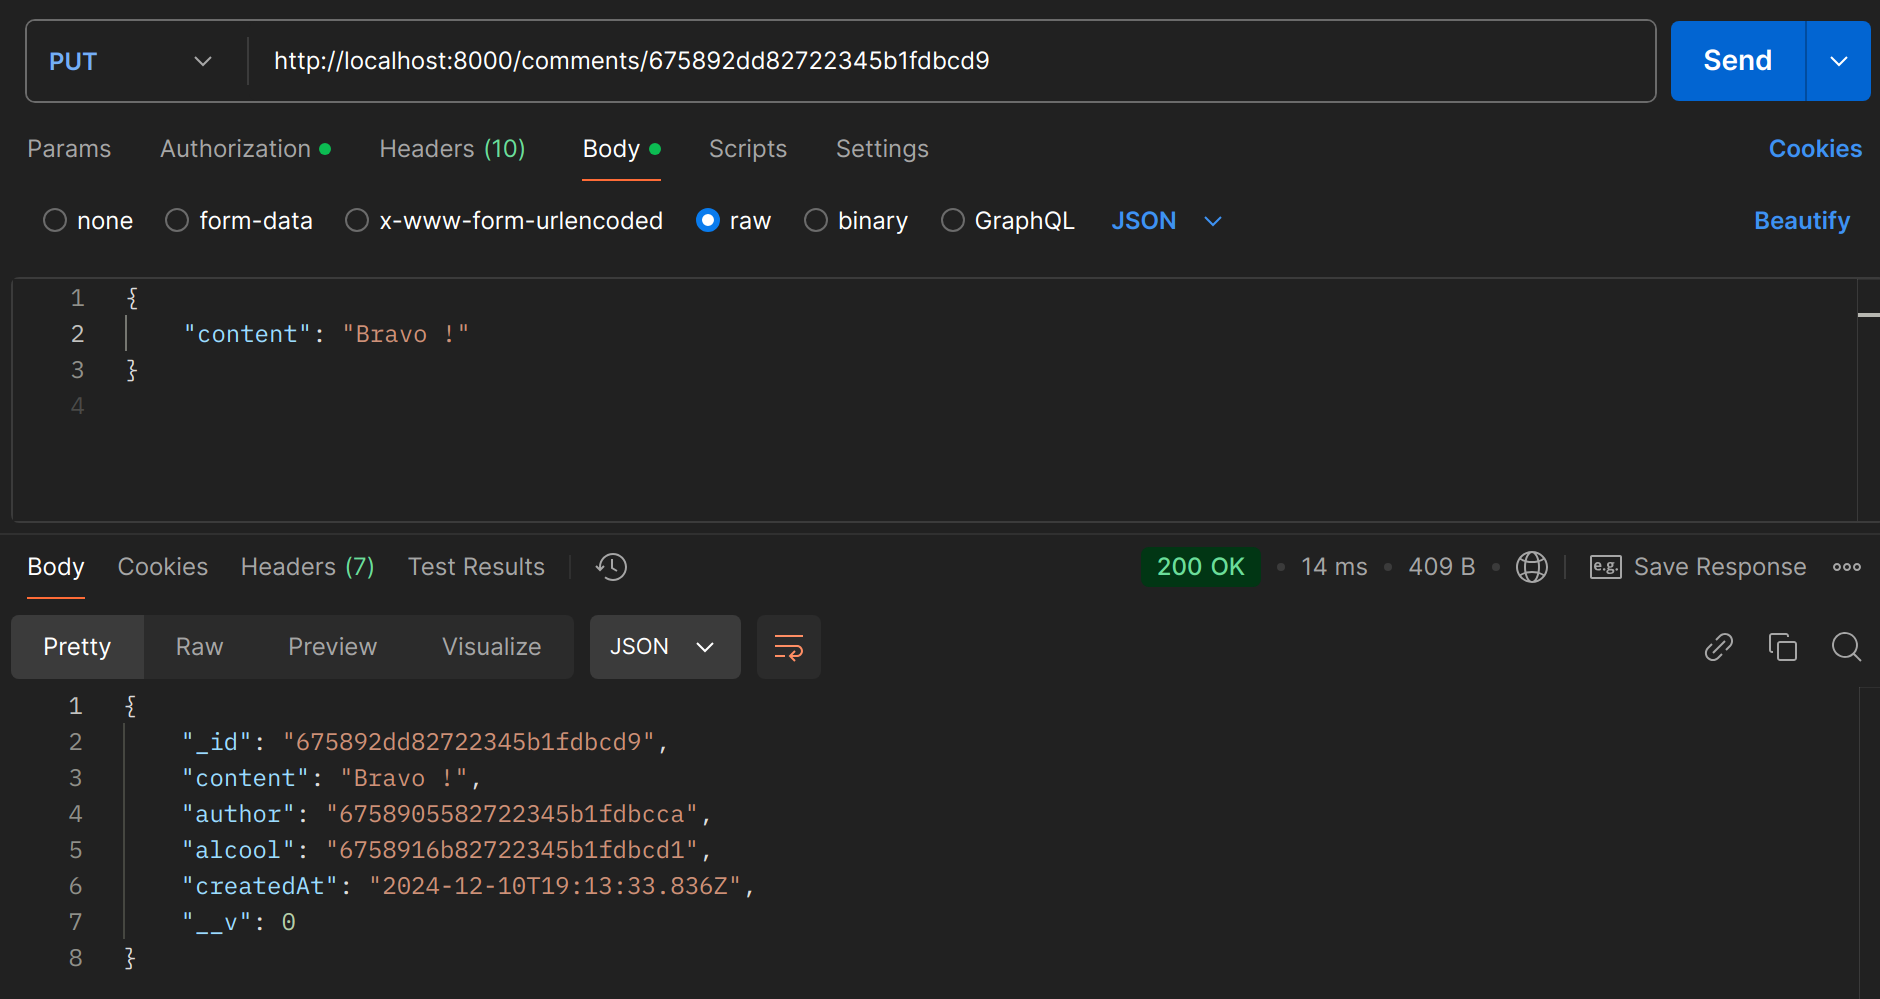 PUT http://localhost:8000/comments/675892dd82722345b1fdbcd9 Send
Params Authorization Headers (10) Body Scripts Settings Cookies
none form-data x-www-form-urlencoded raw binary GraphQL JSON Beautify
1 {
2 "content": "Bravo !"
3 }
4
Body Cookies Headers (7) Test Results 200 OK 14 ms 409 B e.g. Save Response
Pretty Raw Preview Visualize JSON
1 {
2 "_id": "675892dd82722345b1fdbcd9",
3 "content": "Bravo !",
4 "author": "6758905582722345b1fdbcca",
5 "alcool": "6758916b82722345b1fdbcd1",
6 "createdAt": "2024-12-10T19:13:33.836Z",
7 "__v": 0
8 }